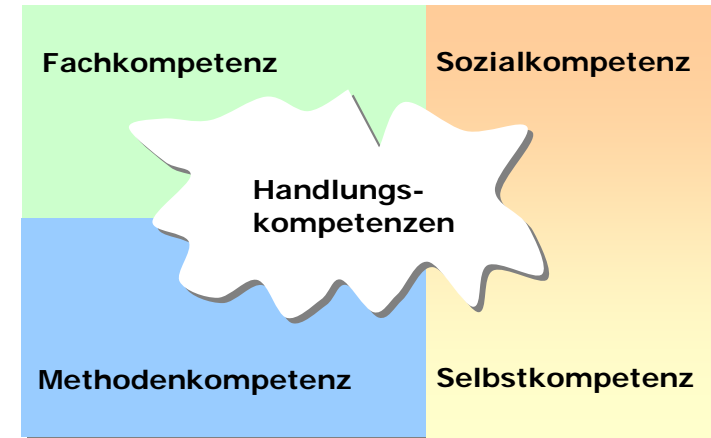 Fachkompetenz
Sozialkompetenz
Handlungs-
kompetenzen
Methodenkompetenz
Selbstkompetenz